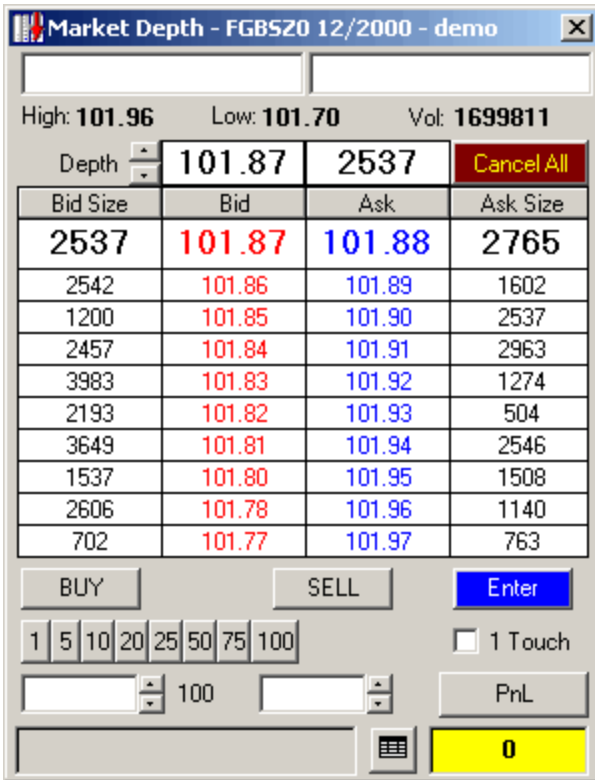 Market Depth - FGBSZ0 12/2000 - demo
High: 101.96 Low: 101.70 Vol: 1699811
Depth 101.87 2537 Cancel All
Bid Size Bid Ask Ask Size
2537 101.87 101.88 2765
2542 101.86 101.89 1602
1200 101.85 101.90 2537
2457 101.84 101.91 2963
3983 101.83 101.92 1274
2193 101.82 101.93 504
3649 101.81 101.94 2546
1537 101.80 101.95 1508
2606 101.78 101.96 1140
702 101.77 101.97 763
BUY SELL Enter
1 5 10 20 25 50 75 100 1 Touch
100 PnL
0